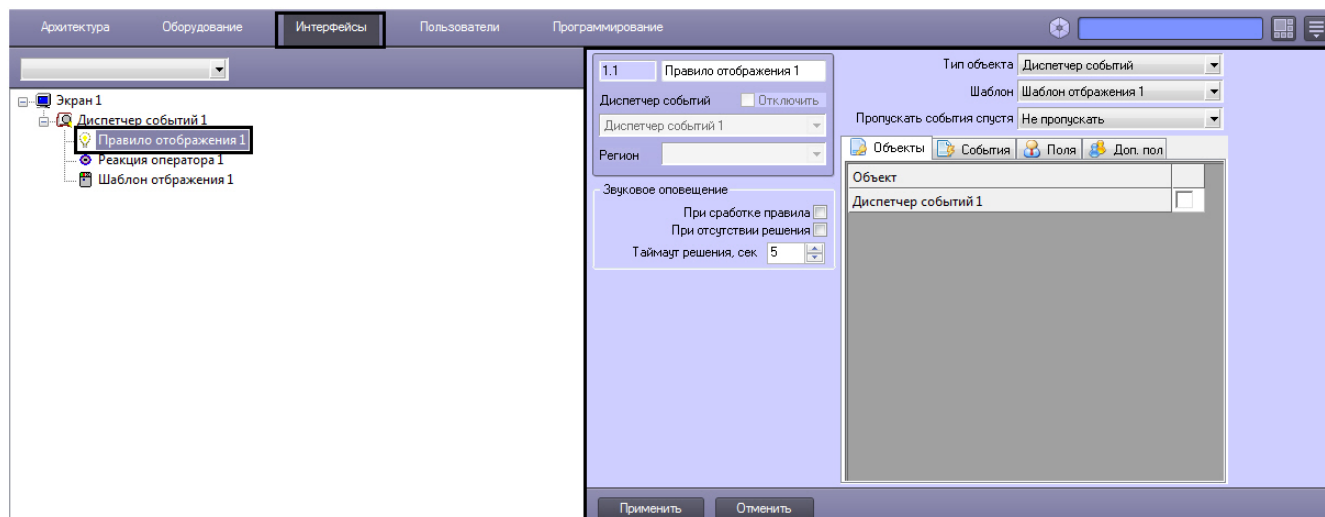 Архитектура Оборудование Интерфейсы Пользователи Программирование
Экран 1
Диспетчер событий 1
Правило отображения 1
Реакция оператора 1
Шаблон отбражения 1
1.1 Правило отображения 1
Диспетчер событий Отключить
Диспетчер событий 1
Регион
Звуковое оповещение
При сработке правила
При отсутствии решения
Таймаут решения, сек 5
Тип объекта Диспетчер событий
Шаблон Шаблон отбражения 1
Пропускать события спустя Не пропускать
Объекты События Поля Доп. пол
Объект
Диспетчер событий 1
Применить Отменить